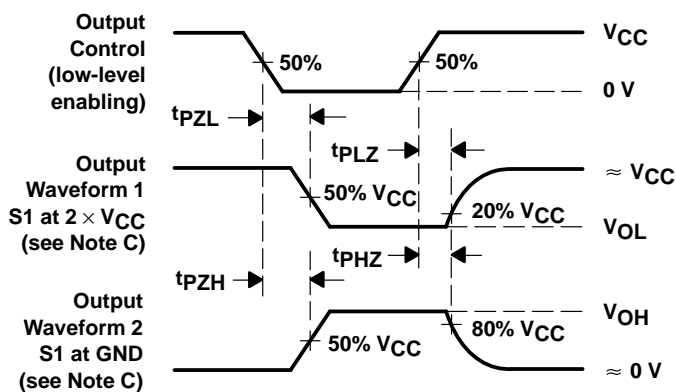 Output
Control
(low-level
enabling)
50%
50%
VCC
0 V
tPZL
tPLZ
Output
Waveform 1
S1 at 2 × VCC
(see Note C)
50% VCC
20% VCC
≈ VCC
VOL
tPZH
tPHZ
Output
Waveform 2
S1 at GND
(see Note C)
50% VCC
80% VCC
VOH
≈ 0 V